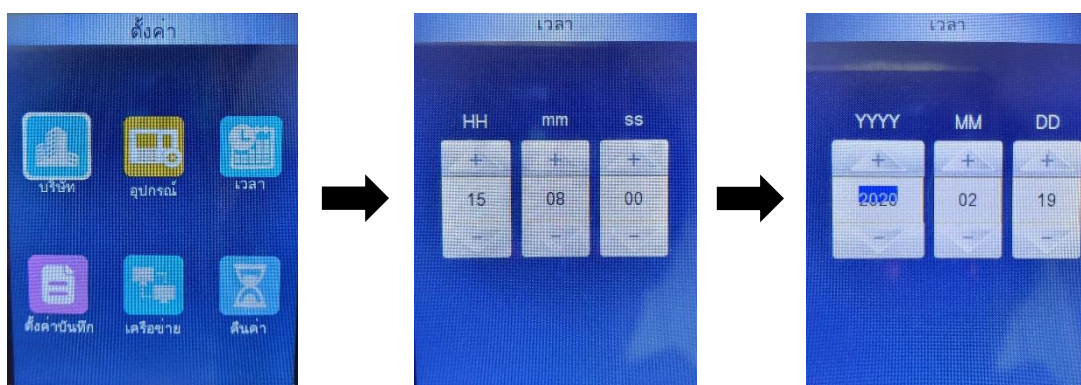 ตั้งค่า
บริษัท อุปกรณ์ เวลา
ตั้งค่าบันทึก เครือข่าย คืนค่า
เวลา
HH mm ss
+ + +
15 08 00
- - -
เวลา
YYYY MM DD
+ + +
2020 02 19
- - -